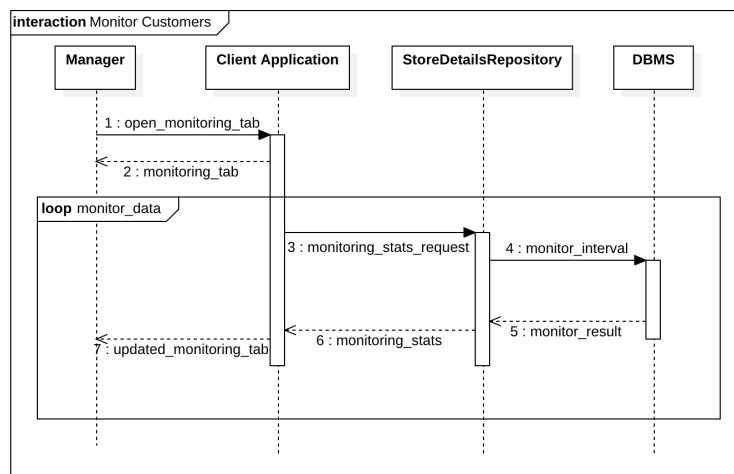 interaction Monitor Customers
Manager
Client Application
StoreDetailsRepository
DBMS
1 : open_monitoring_tab
2 : monitoring_tab
loop monitor_data
3 : monitoring_stats_request
4 : monitor_interval
5 : monitor_result
6 : monitoring_stats
7 : updated_monitoring_tab